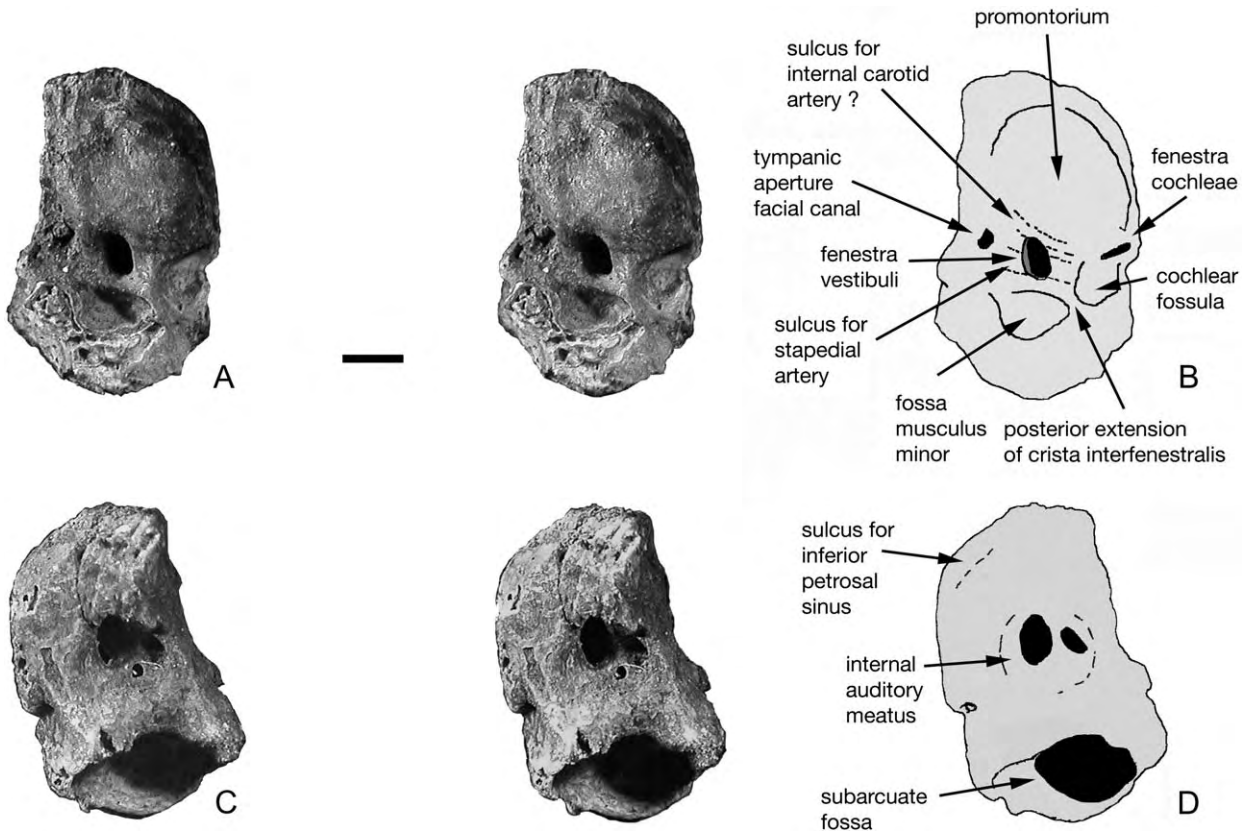 promontorium
sulcus for
internal carotid
artery ?
tympanic
aperture
facial canal
fenestra
cochleae
fenestra
vestibuli
cochlear
fossula
sulcus for
stapedial
artery
fossa
musculus
minor
posterior extension
of crista interfenestralis
A
B
sulcus for
inferior
petrosal
sinus
internal
auditory
meatus
subarcuate
fossa
C
D